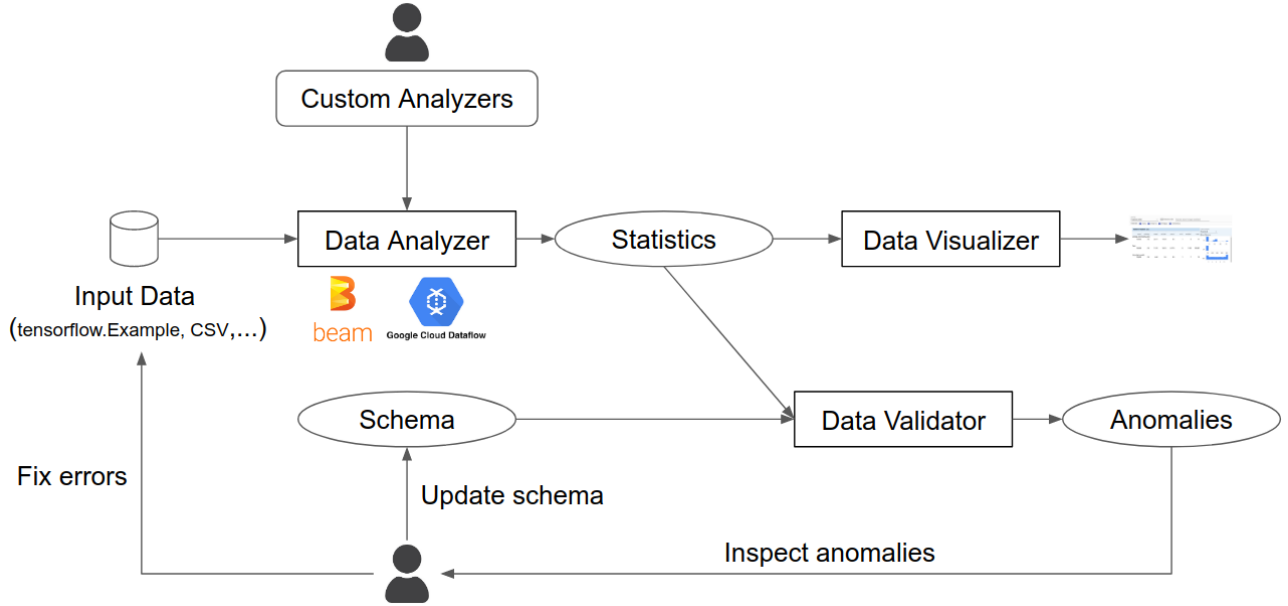 Custom Analyzers
Data Analyzer
Statistics
Data Visualizer
Input Data
(tensorflow.Example, CSV,...)
beam
Google Cloud Dataflow
Schema
Data Validator
Anomalies
Fix errors
Update schema
Inspect anomalies